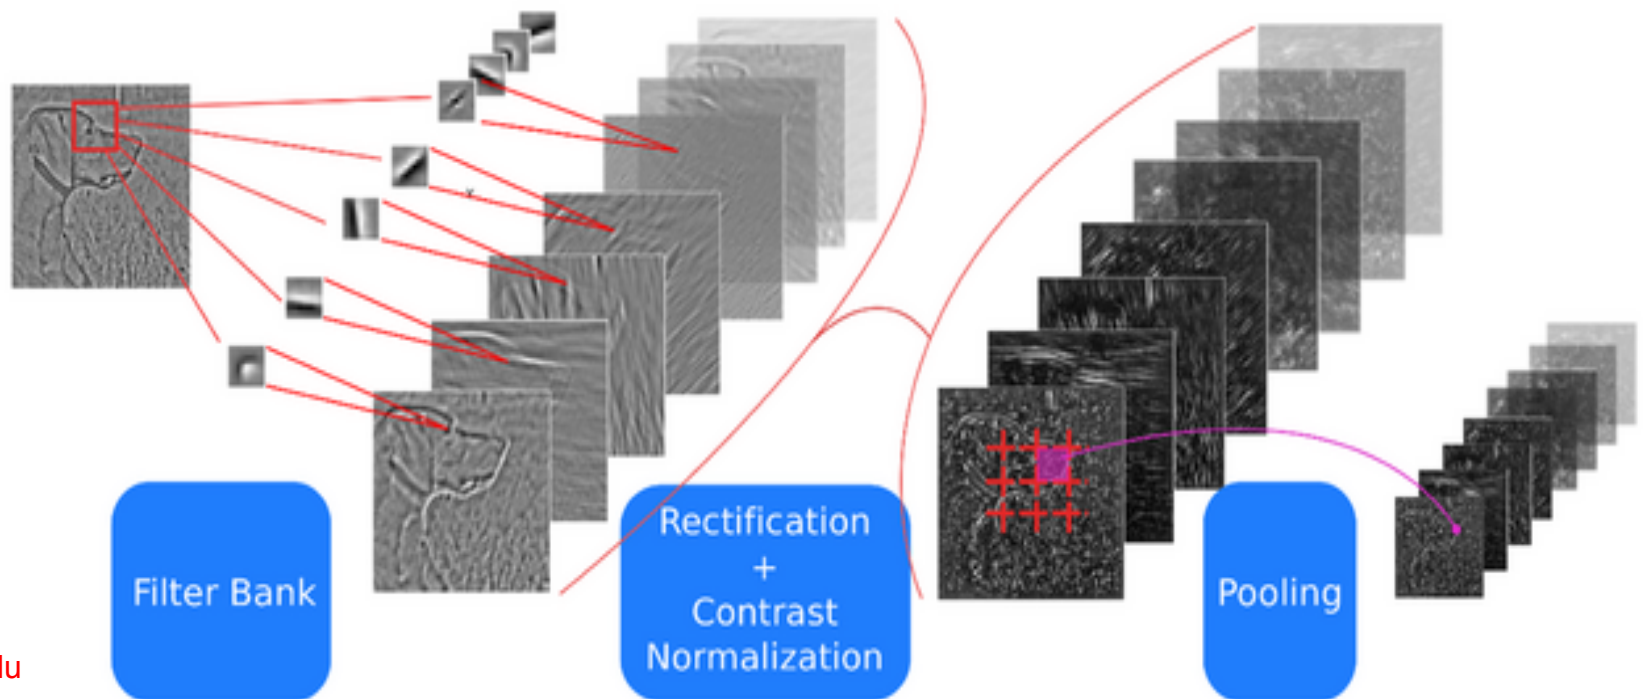 Filter Bank
Rectification
+
Contrast
Normalization
Pooling